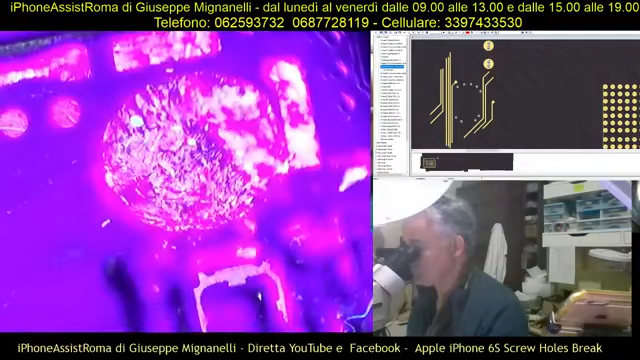 iPhoneAssistRoma di Giuseppe Mignanelli - dal lunedì al venerdì dalle 09.00 alle 13.00 e dalle 15.00 alle 19.00
Telefono: 062593732 0687728119 - Cellulare: 3397433530
iPhoneAssistRoma di Giuseppe Mignanelli - Diretta YouTube e Facebook - Apple iPhone 6S Screw Holes Break